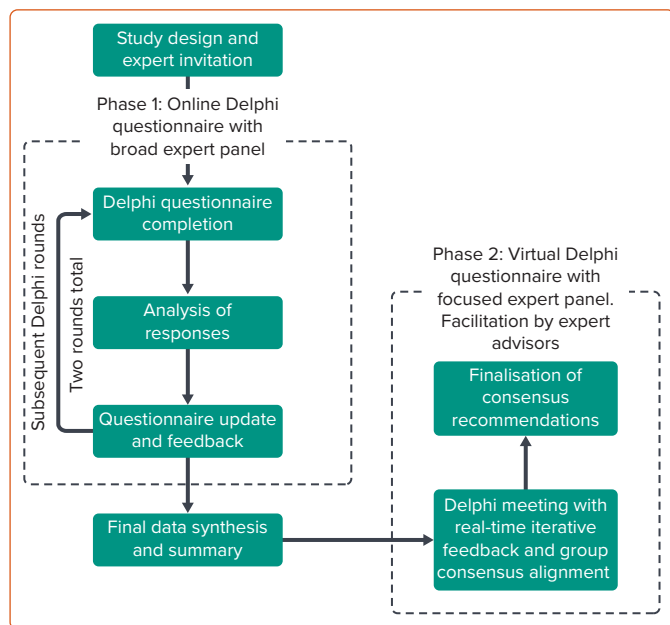 Study design and
expert invitation
Phase 1: Online Delphi
questionnaire with
broad expert panel
Delphi questionnaire
completion
Subsequent Delphi rounds
Two rounds total
Analysis of
responses
Questionnaire update
and feedback
Final data synthesis
and summary
Phase 2: Virtual Delphi
questionnaire with
focused expert panel.
Facilitation by expert
advisors
Finalisation of
consensus
recommendations
Delphi meeting with
real-time iterative
feedback and group
consensus alignment